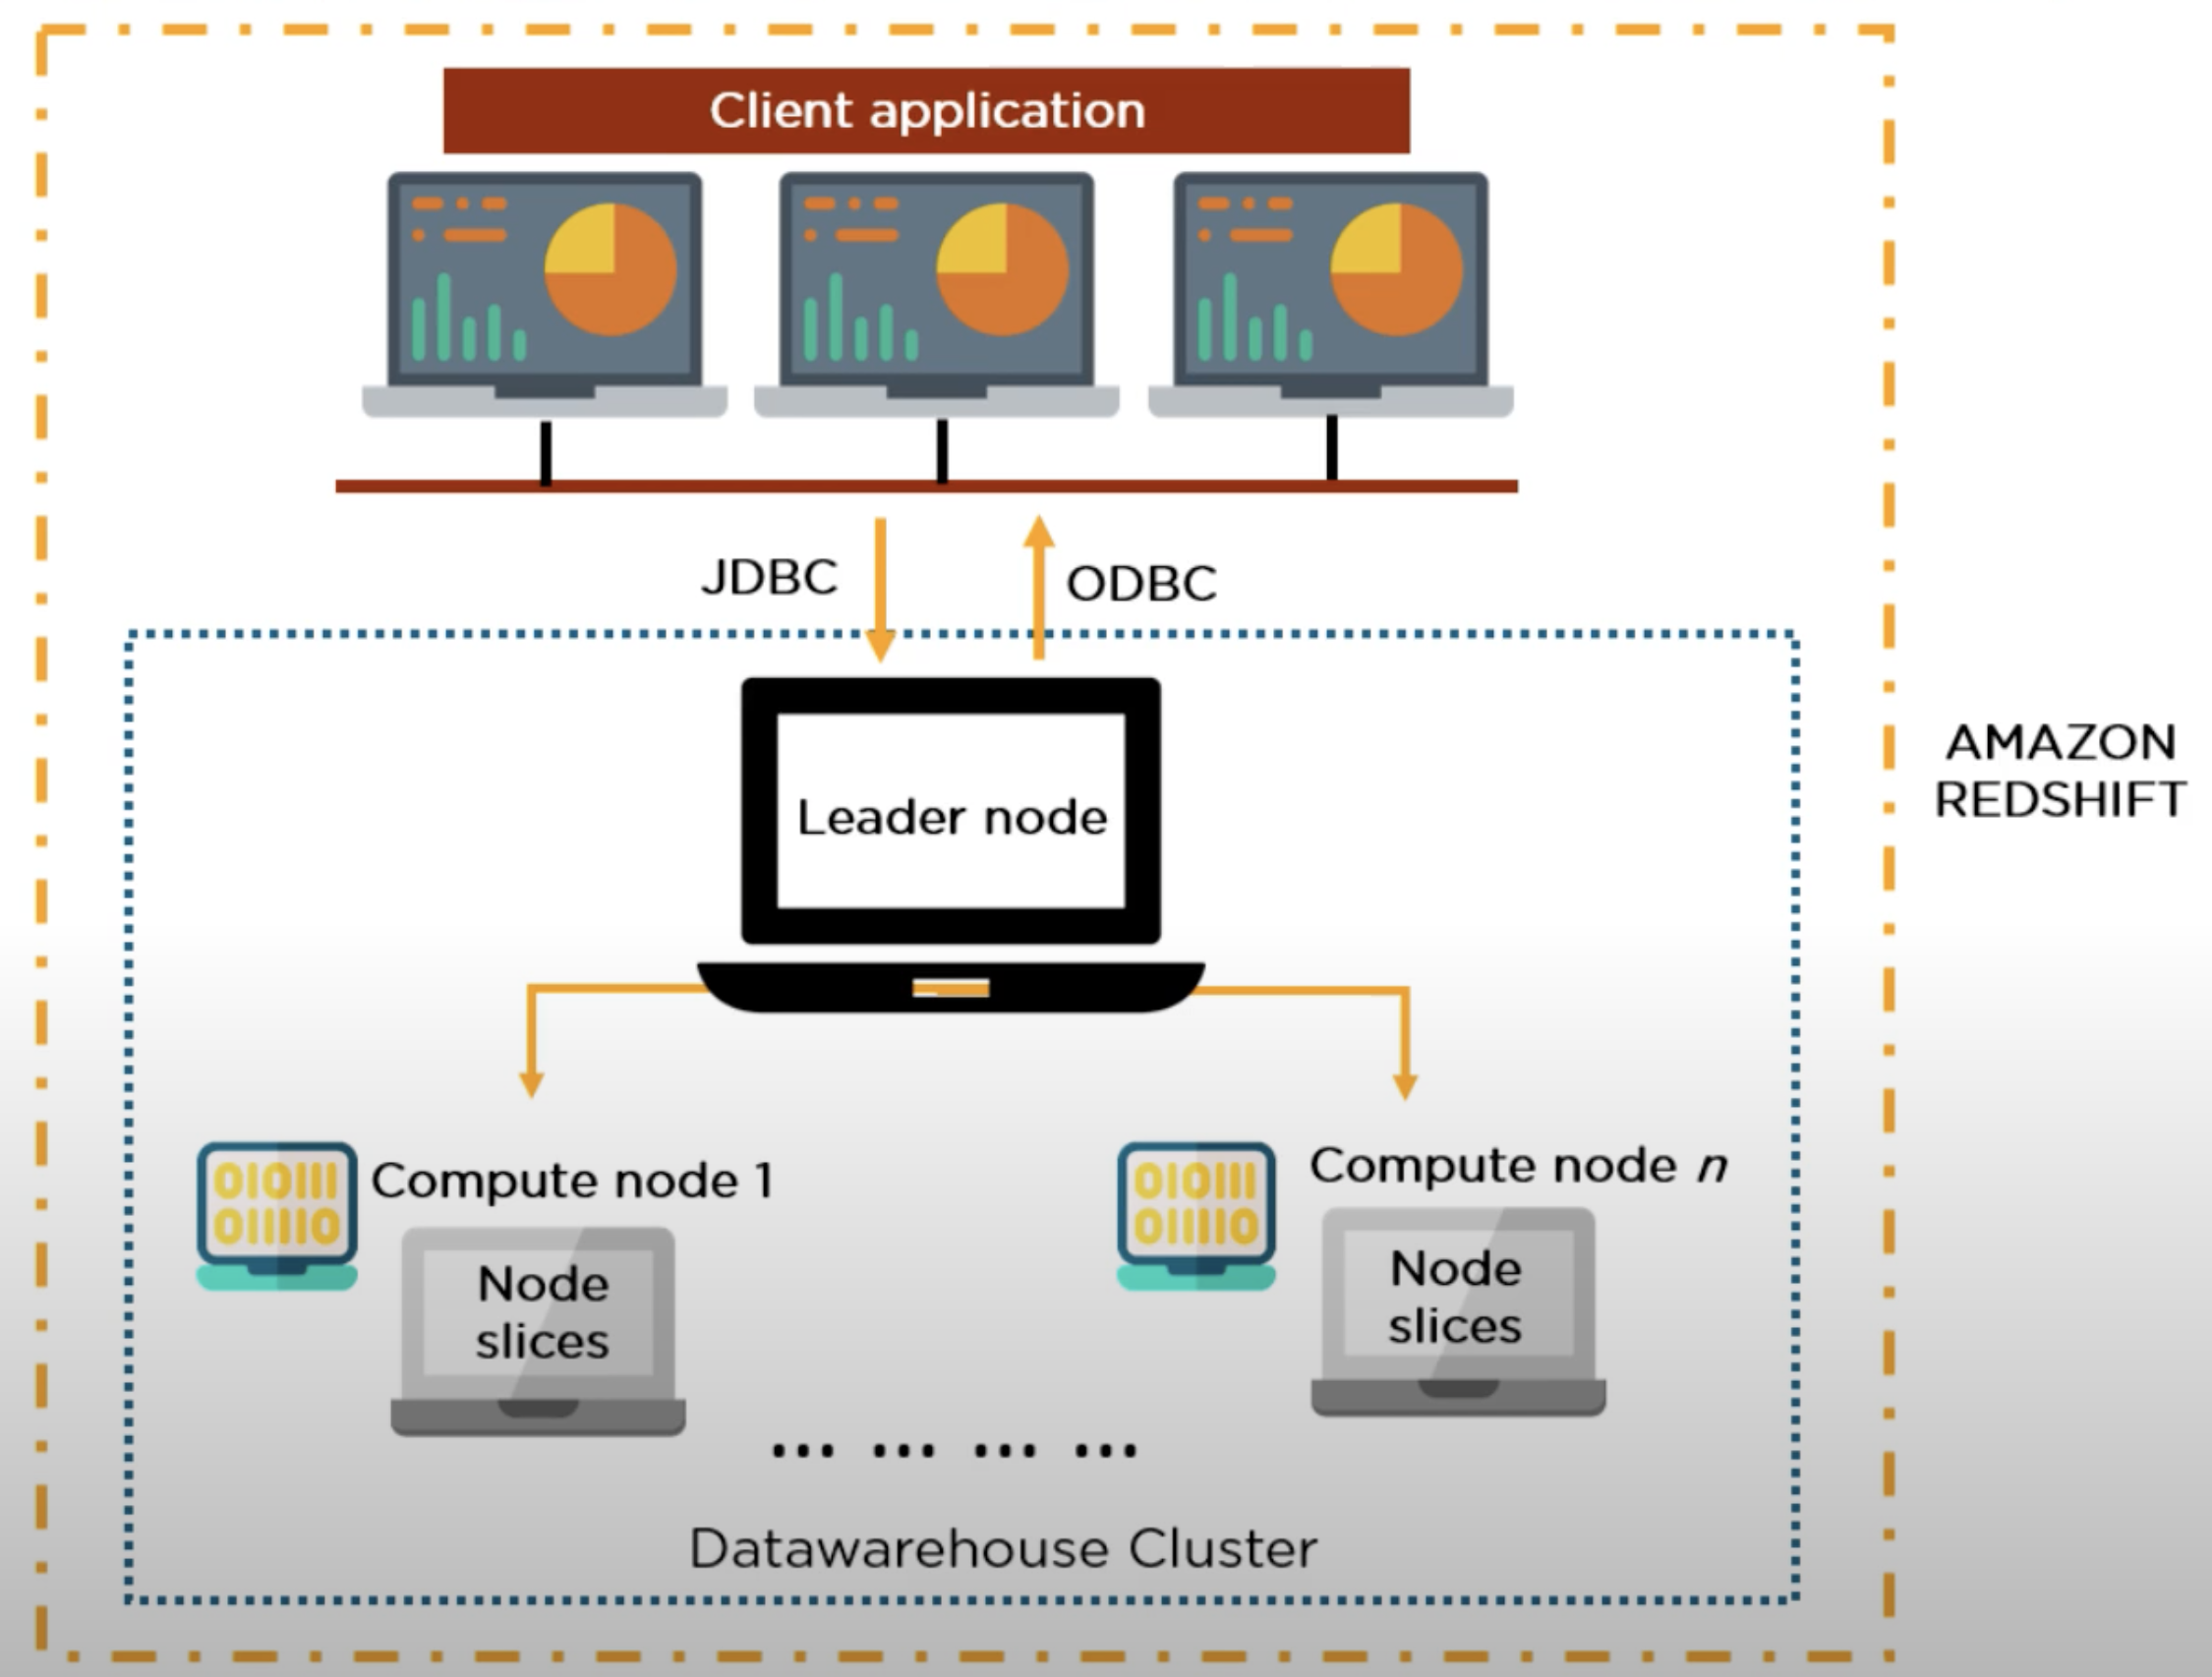 Client application
JDBC
ODBC
Leader node
AMAZON
REDSHIFT
Compute node 1
Node
slices
Compute node n
Node
slices
... ... ... ...
Datawarehouse Cluster